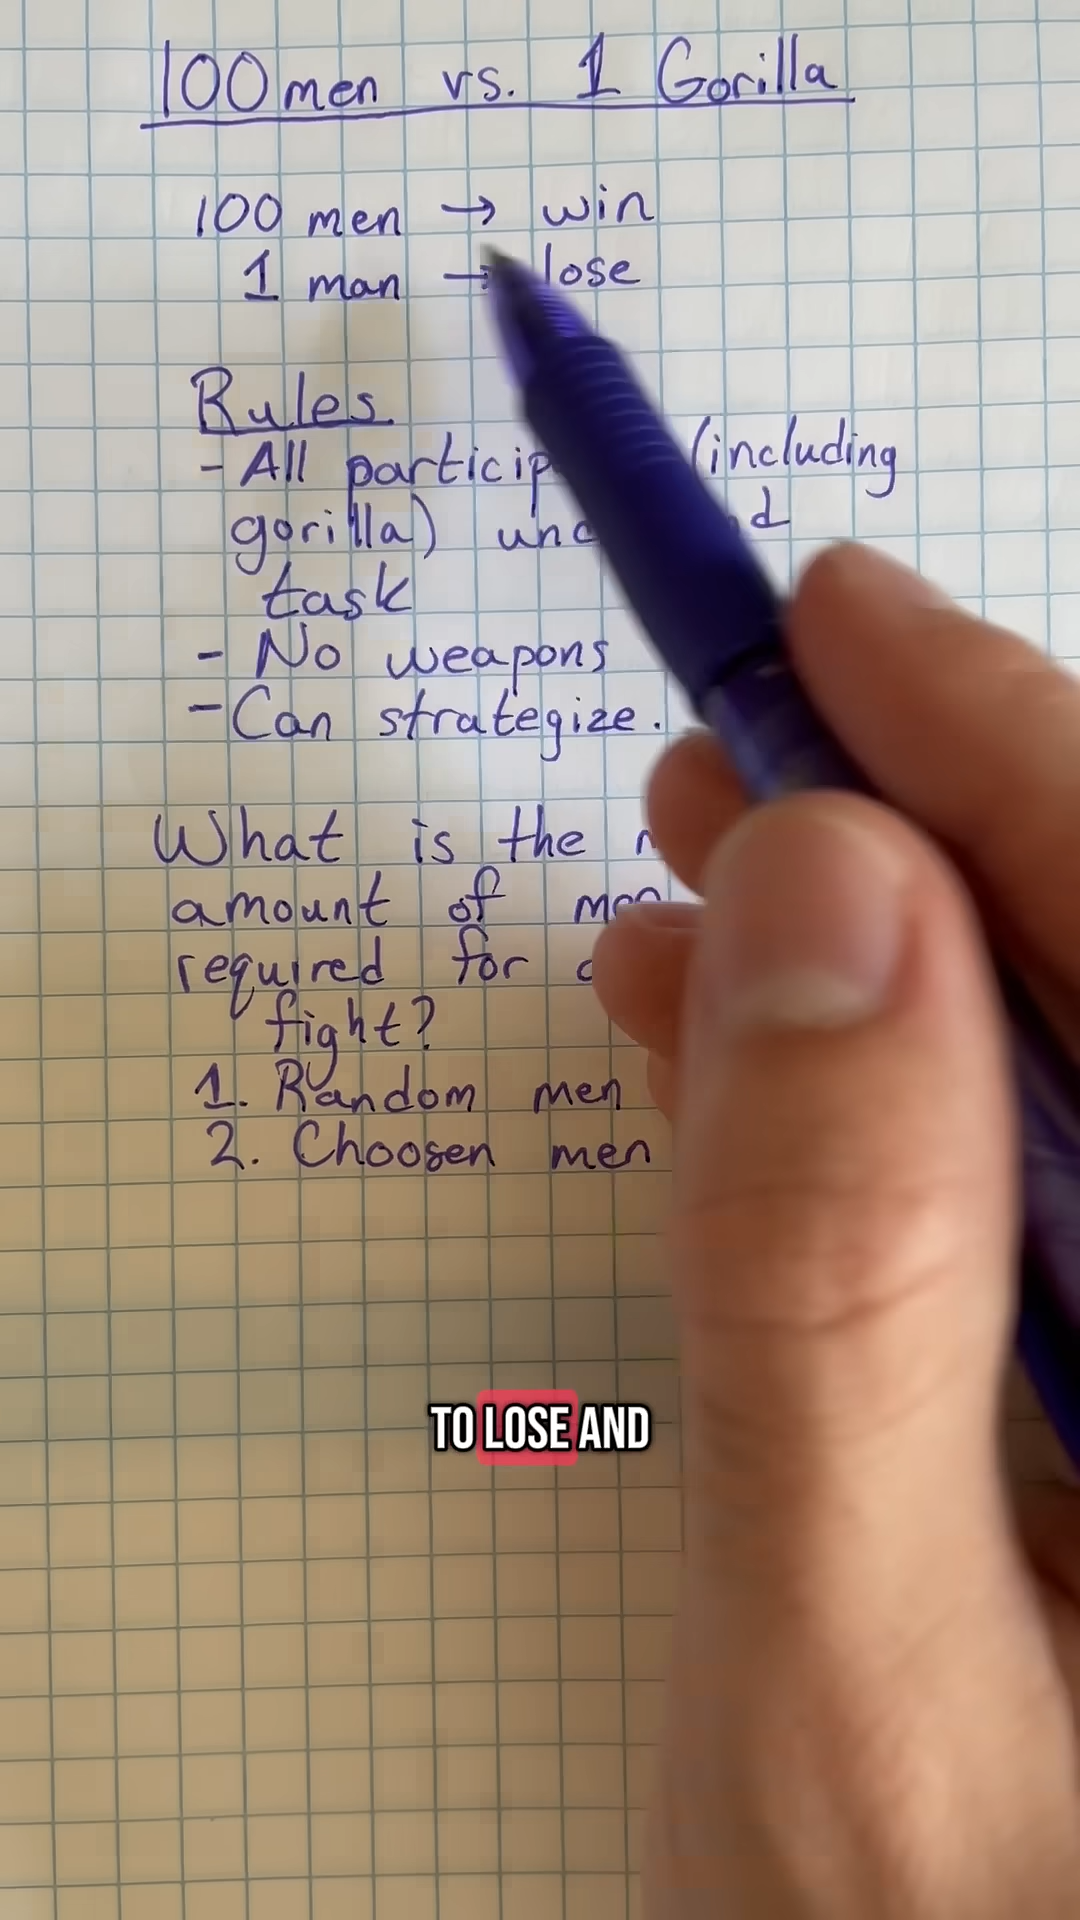 100 men vs. 1 Gorilla
100 men → win
1 man → lose
Rules
- All (including
gorilla)
task
- No weapons
- Can strategize.
What is the
amount of
required for
fight?
1. Random men
2. Choosen men
TO LOSE AND